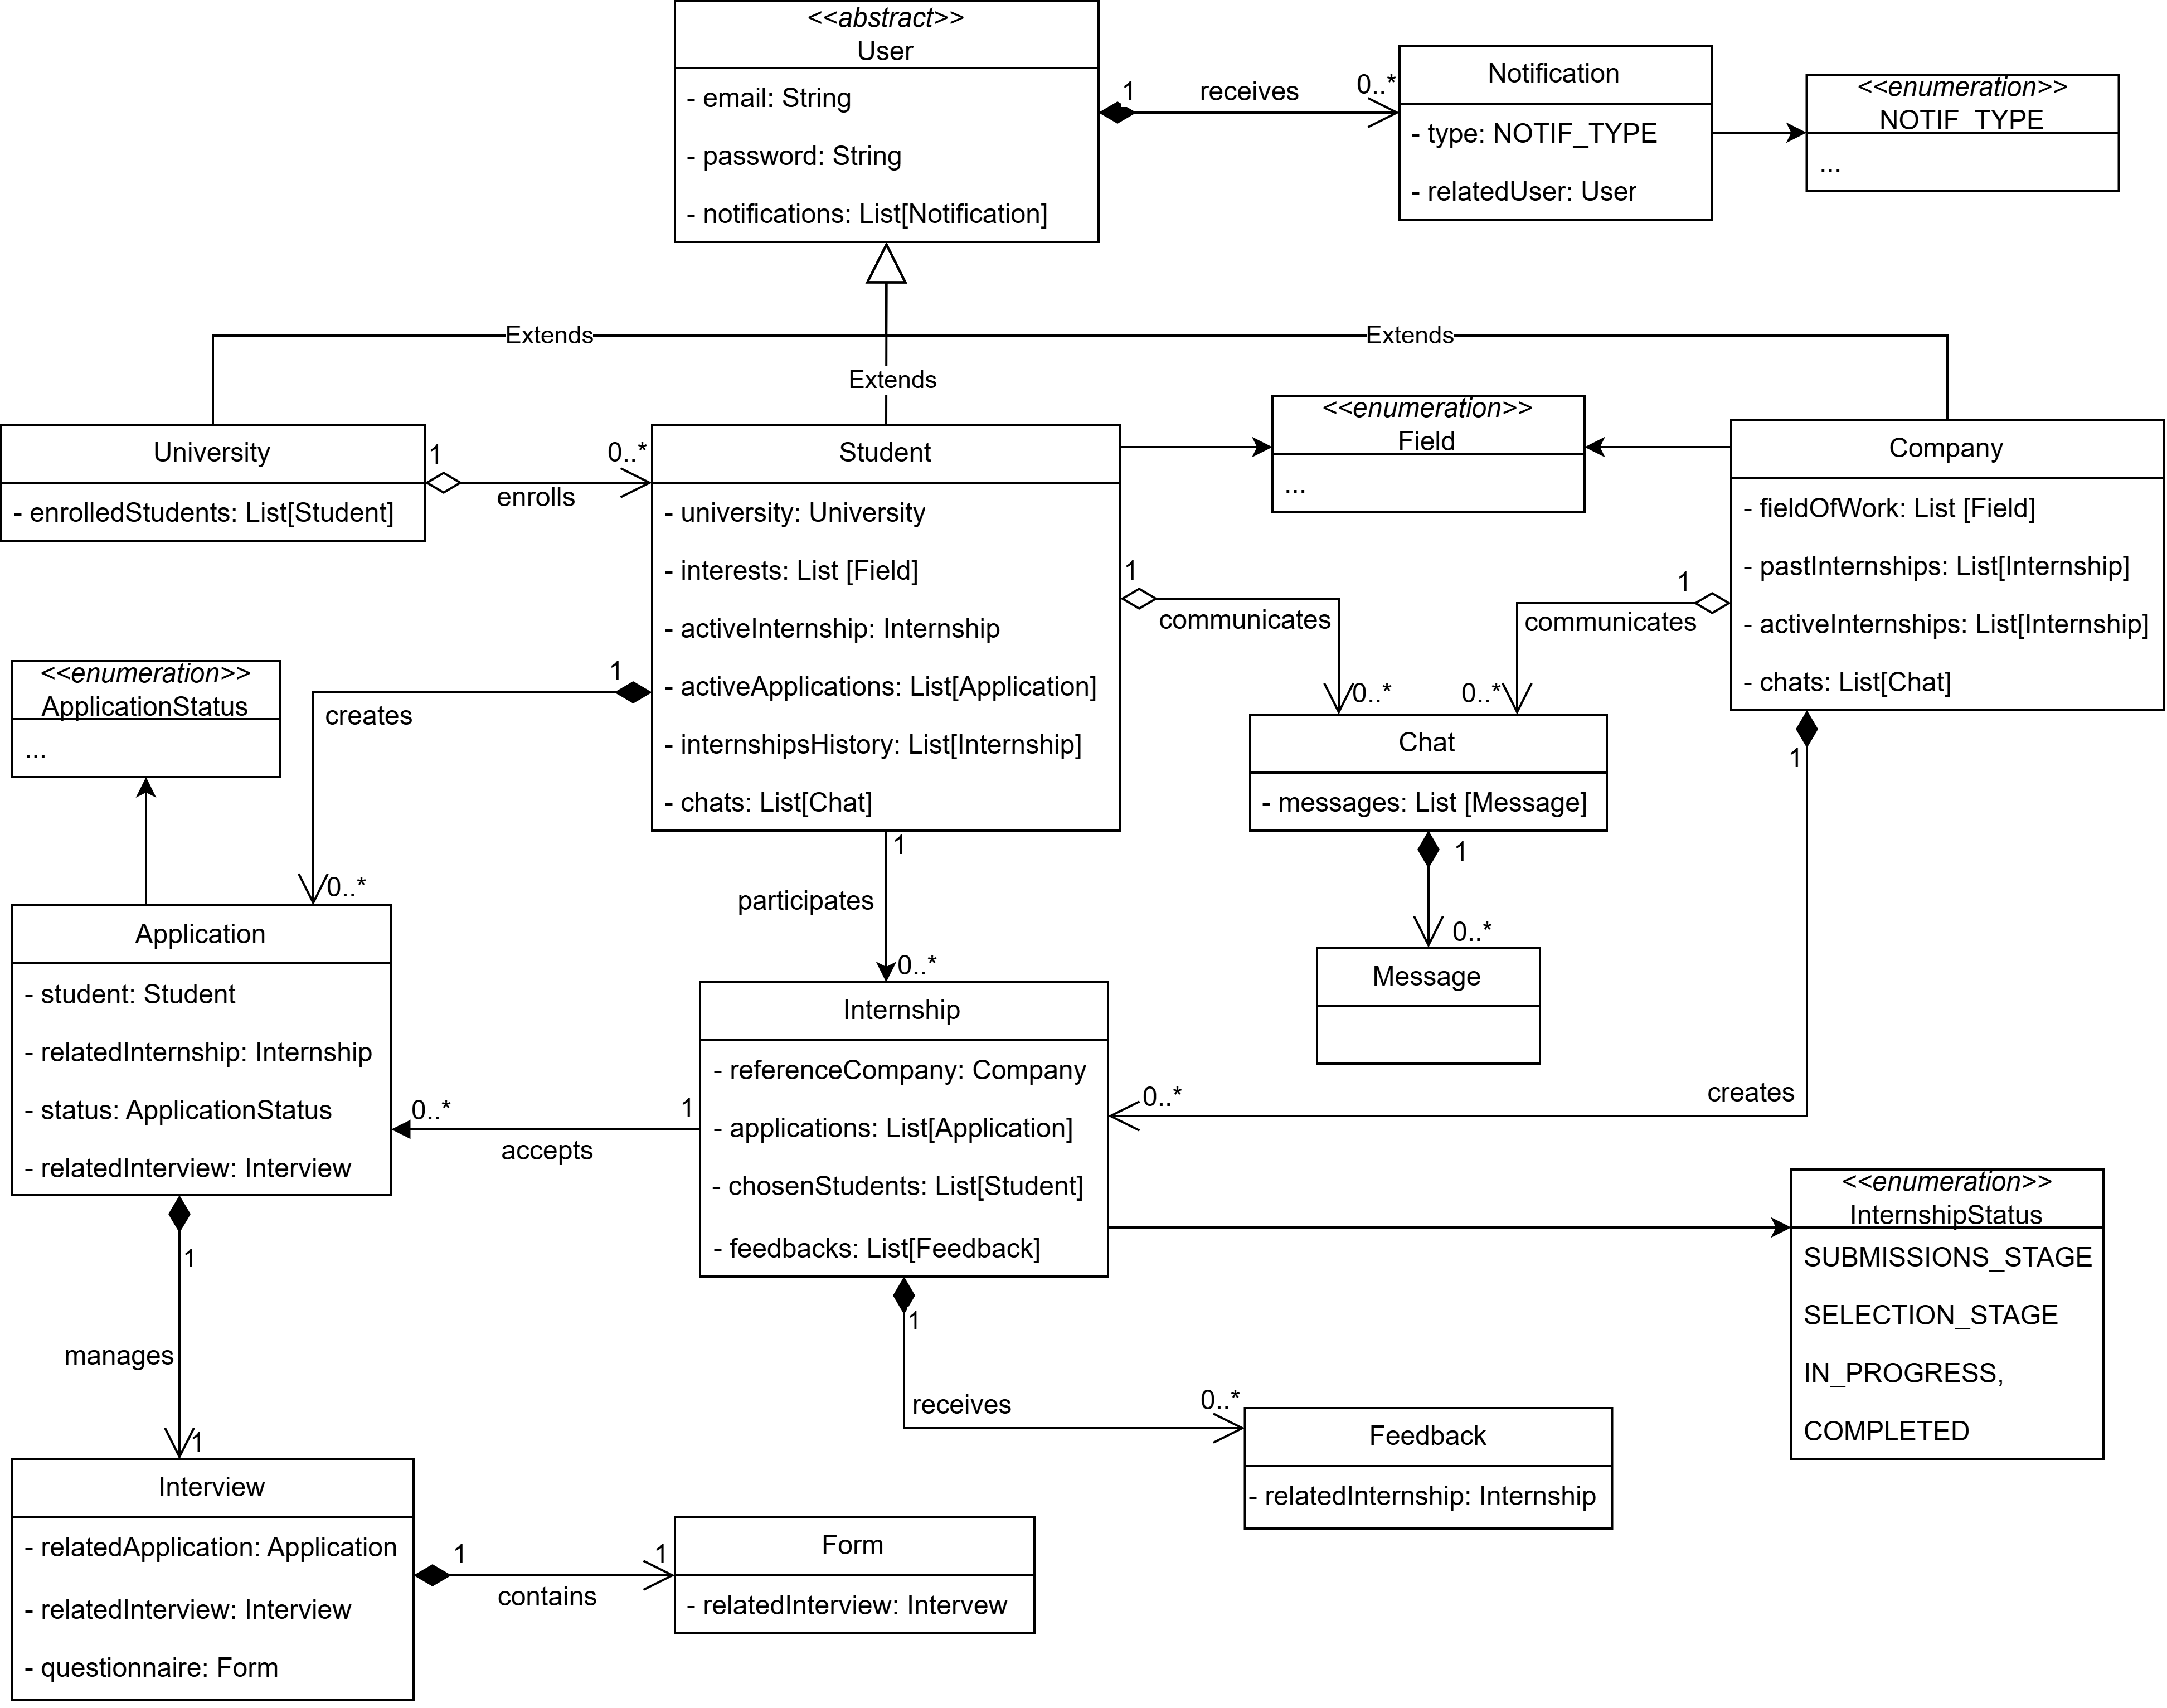 <<abstract>>
User
- email: String
- password: String
- notifications: List[Notification]
1
receives
0..*
Notification
- type: NOTIF_TYPE
- relatedUser: User
<<enumeration>>
NOTIF_TYPE
...
Extends
Extends
Extends
University
- enrolledStudents: List[Student]
1
enrolls
0..*
Student
- university: University
- interests: List [Field]
- activeInternship: Internship
- activeApplications: List[Application]
- internshipsHistory: List[Internship]
- chats: List[Chat]
<<enumeration>>
Field
...
Company
- fieldOfWork: List [Field]
- pastInternships: List[Internship]
- activeInternships: List[Internship]
- chats: List[Chat]
1
communicates
0..*
1
communicates
0..*
<<enumeration>>
ApplicationStatus
...
1
creates
0..*
Chat
- messages: List [Message]
1
0..*
Message
1
participates
0..*
1
creates
0..*
Application
- student: Student
- relatedInternship: Internship
- status: ApplicationStatus
- relatedInterview: Interview
0..*
1
accepts
Internship
- referenceCompany: Company
- applications: List[Application]
- chosenStudents: List[Student]
- feedbacks: List[Feedback]
<<enumeration>>
InternshipStatus
SUBMISSIONS_STAGE
SELECTION_STAGE
IN_PROGRESS,
COMPLETED
1
manages
1
1
receives
0..*
Feedback
- relatedInternship: Internship
Interview
- relatedApplication: Application
- relatedInterview: Interview
- questionnaire: Form
1
contains
1
Form
- relatedInterview: Intervew